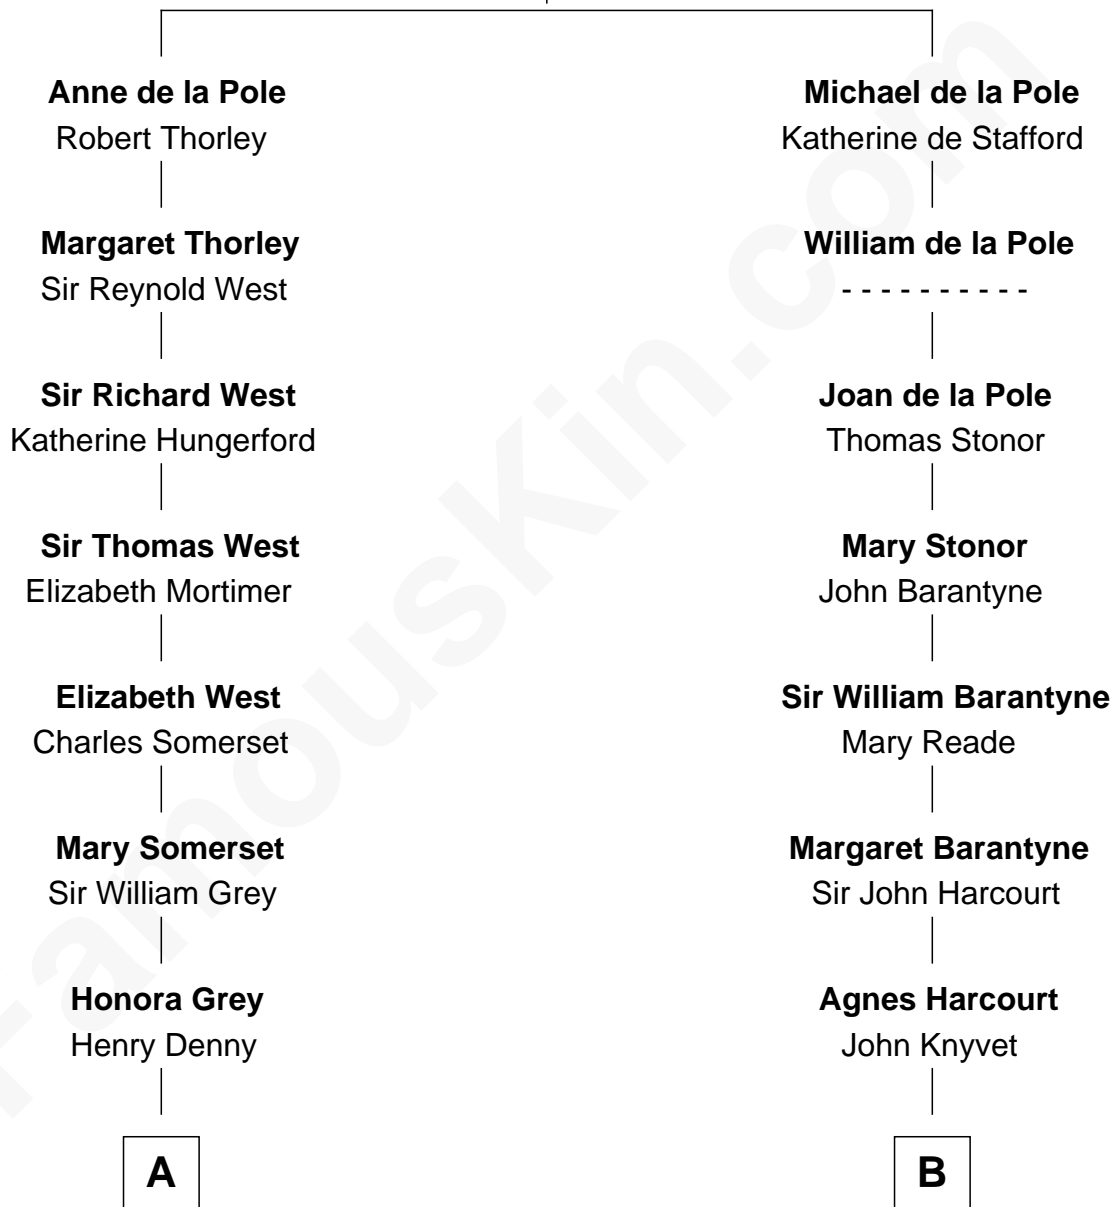 Anne de la Pole
Robert Thorley
Margaret Thorley
Sir Reynold West
Sir Richard West
Katherine Hungerford
Sir Thomas West
Elizabeth Mortimer
Elizabeth West
Charles Somerset
Mary Somerset
Sir William Grey
Honora Grey
Henry Denny
A
Michael de la Pole
Katherine de Stafford
William de la Pole
- - - - - - - - - -
Joan de la Pole
Thomas Stonor
Mary Stonor
John Barantyne
Sir William Barantyne
Mary Reade
Margaret Barantyne
Sir John Harcourt
Agnes Harcourt
John Knyvet
B
FamousKin.com